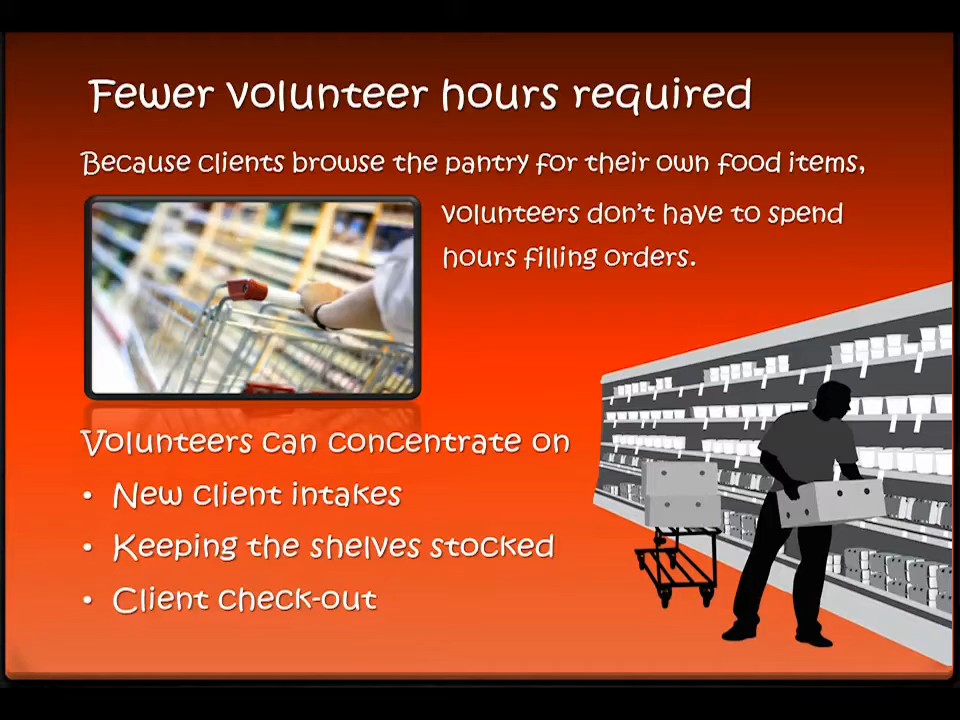 Fewer volunteer hours required
Because clients browse the pantry for their own food items,
volunteers don't have to spend
hours filling orders.
Volunteers can concentrate on
• New client intakes
• Keeping the shelves stocked
• Client check-out